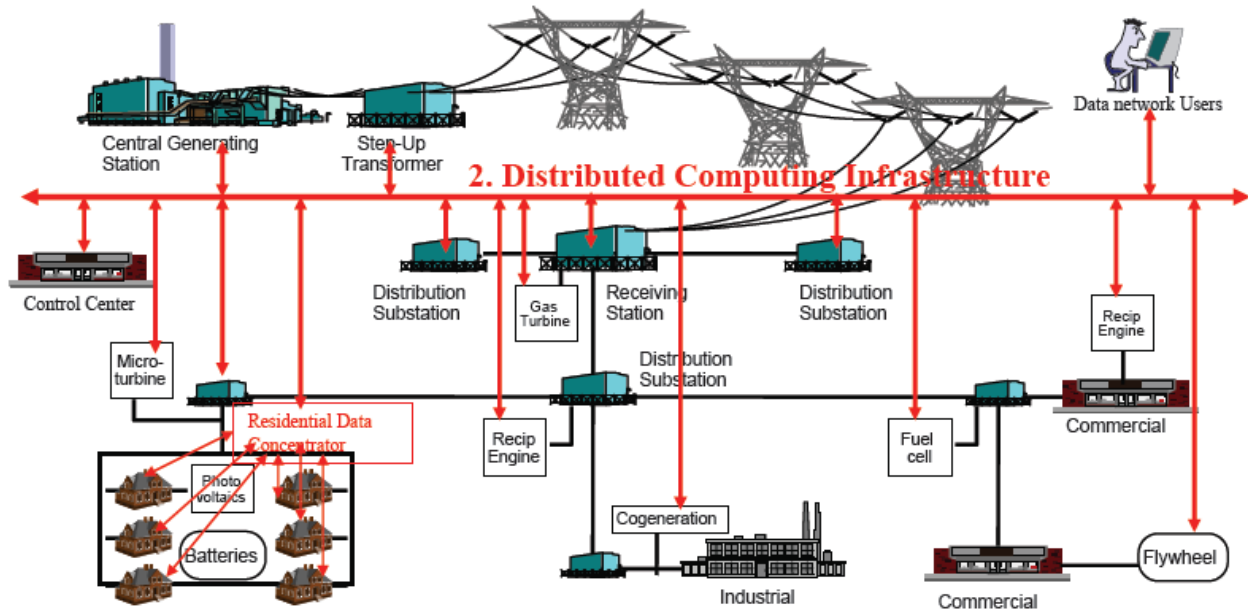 Central Generating
Station
Step-Up
Transformer
Data network Users
2. Distributed Computing Infrastructure
Control Center
Distribution
Substation
Gas
Turbine
Receiving
Station
Distribution
Substation
Recip
Engine
Micro-
turbine
Distribution
Substation
Residential Data
Concentrator
Recip
Engine
Fuel
cell
Commercial
Photo
voltaics
Batteries
Cogeneration
Industrial
Commercial
Flywheel